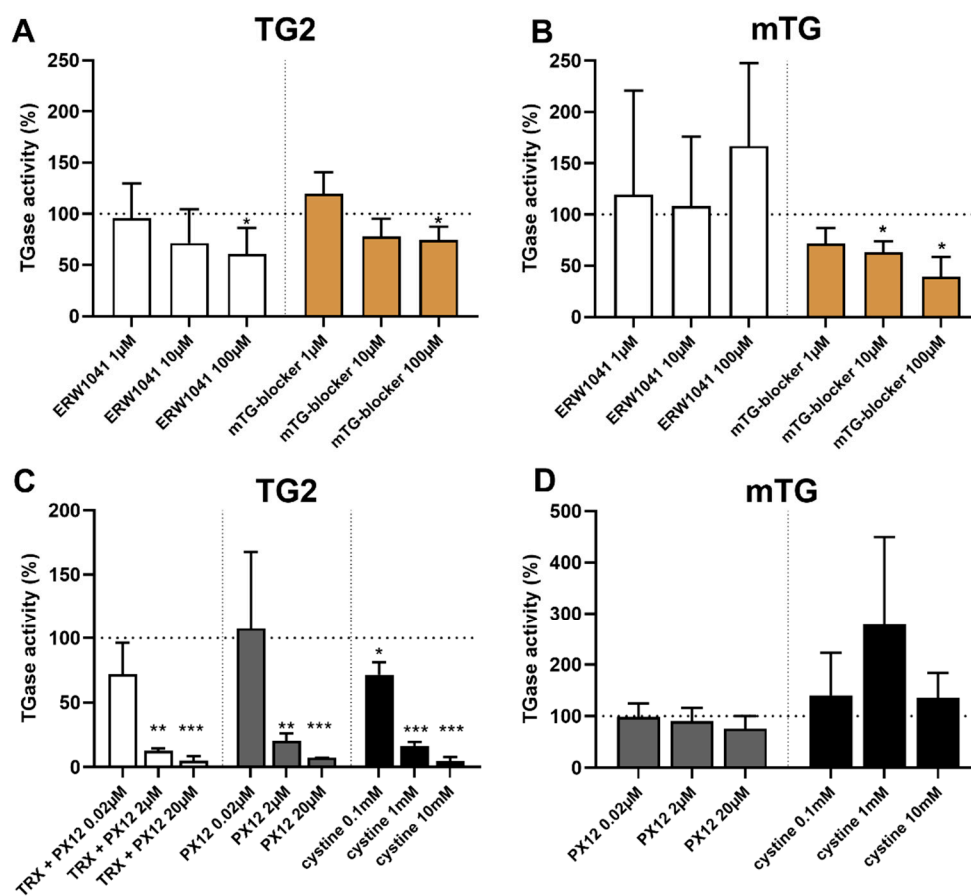 A
TG2
TGase activity (%)
250
200
150
100
50
0
*
*
ERW1041 1µM
ERW1041 10µM
ERW1041 100µM
mTG-blocker 1µM
mTG-blocker 10µM
mTG-blocker 100µM
B
mTG
TGase activity (%)
250
200
150
100
50
0
*
*
ERW1041 1µM
ERW1041 10µM
ERW1041 100µM
mTG-blocker 1µM
mTG-blocker 10µM
mTG-blocker 100µM
C
TG2
TGase activity (%)
200
150
100
50
0
**
***
**
***
*
***
***
TRX + PX12 0.02µM
TRX + PX12 2µM
TRX + PX12 20µM
PX12 0.02µM
PX12 2µM
PX12 20µM
cystine 0.1mM
cystine 1mM
cystine 10mM
D
mTG
TGase activity (%)
500
400
300
200
100
0
PX12 0.02µM
PX12 2µM
PX12 20µM
cystine 0.1mM
cystine 1mM
cystine 10mM